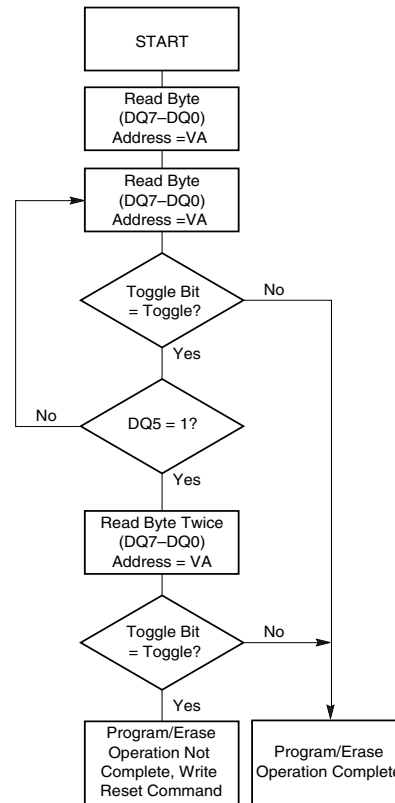 START
Read Byte
(DQ7–DQ0)
Address =VA
Read Byte
(DQ7–DQ0)
Address =VA
Toggle Bit
= Toggle?
No
Yes
No
DQ5 = 1?
Yes
Read Byte Twice
(DQ7–DQ0)
Address = VA
Toggle Bit
= Toggle?
No
Yes
Program/Erase
Operation Not
Complete, Write
Reset Command
Program/Erase
Operation Complete